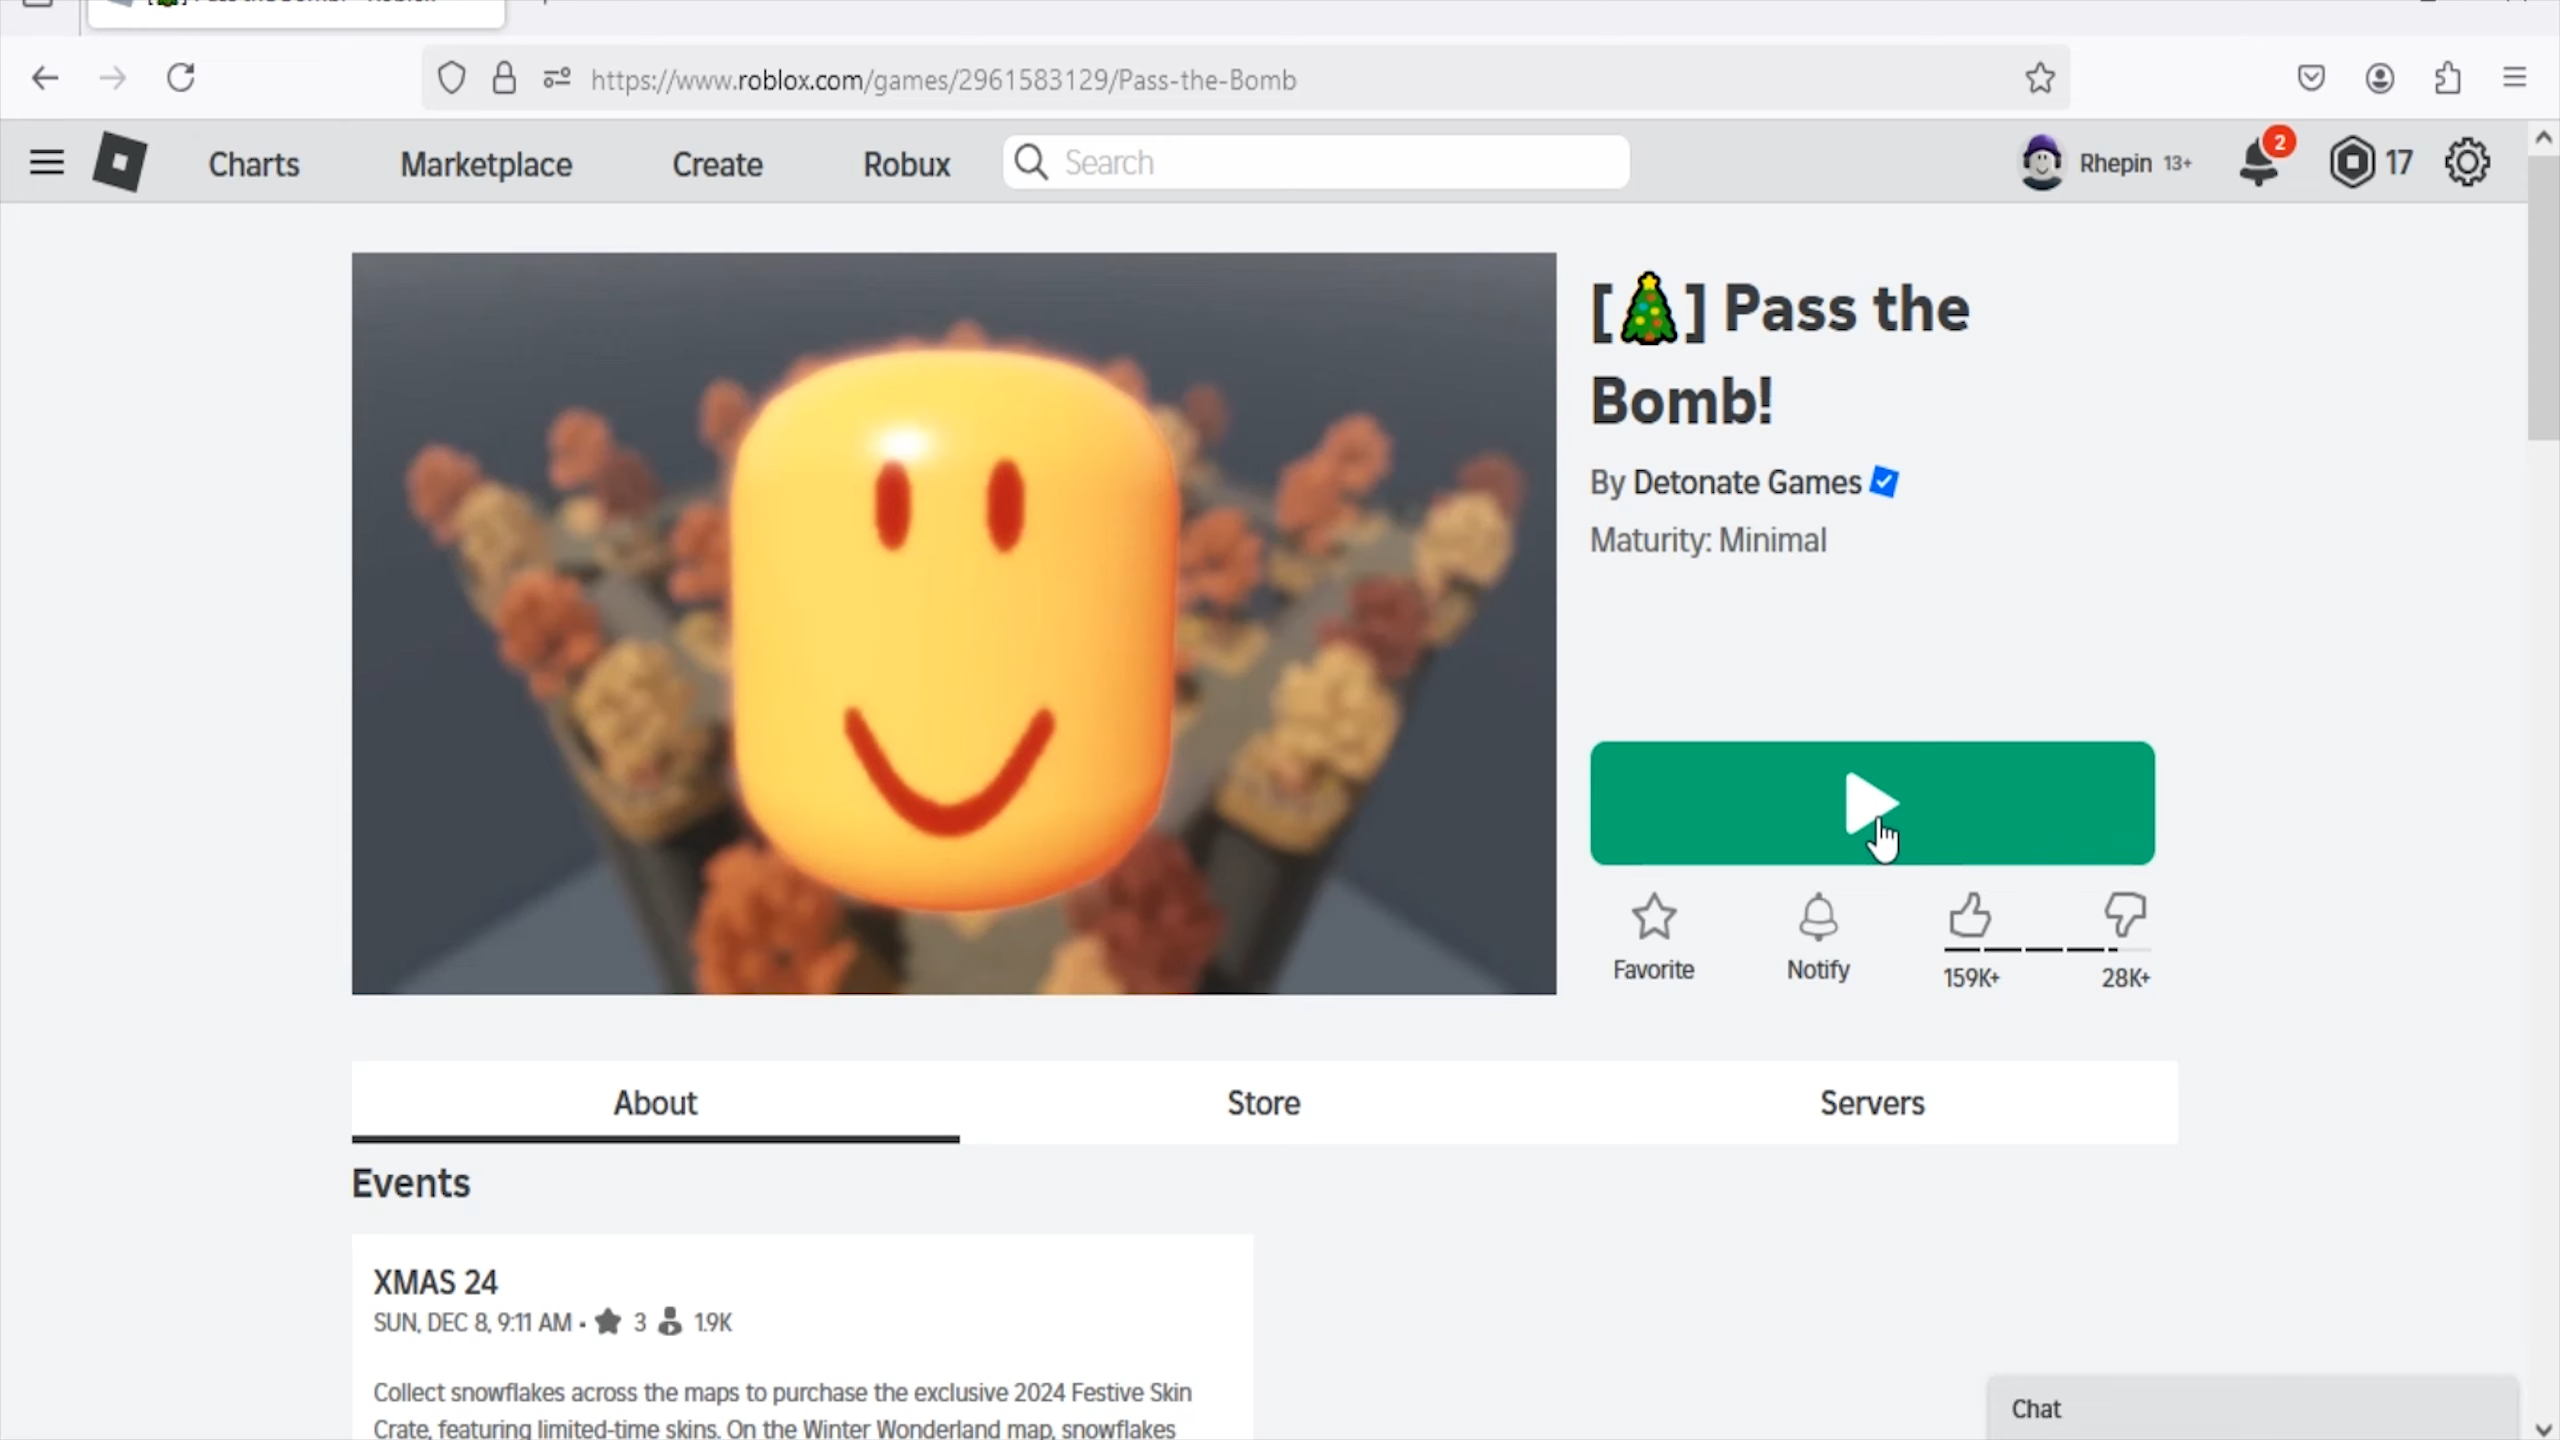 https://www.roblox.com/games/2961583129/Pass-the-Bomb
Charts Marketplace Create Robux Search Rhepin 13+ 2 17
[🎄] Pass the
Bomb!
By Detonate Games
Maturity: Minimal
Favorite Notify 159K+ 28K+
About Store Servers
Events
XMAS 24
SUN, DEC 8, 9:11 AM • 3 1.9K
Collect snowflakes across the maps to purchase the exclusive 2024 Festive Skin
Crate, featuring limited-time skins. On the Winter Wonderland map, snowflakes
Chat